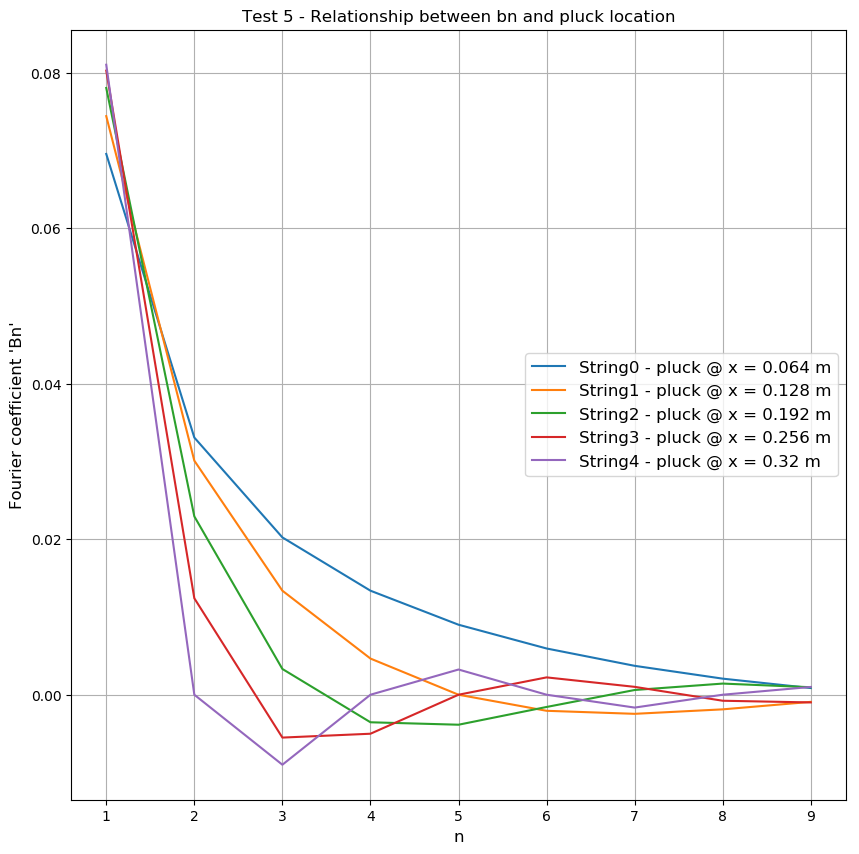 Test 5 - Relationship between bn and pluck location
Fourier coefficient 'Bn'
0.08
0.06
0.04
0.02
0.00
String0 - pluck @ x = 0.064 m
String1 - pluck @ x = 0.128 m
String2 - pluck @ x = 0.192 m
String3 - pluck @ x = 0.256 m
String4 - pluck @ x = 0.32 m
1 2 3 4 5 6 7 8 9
n